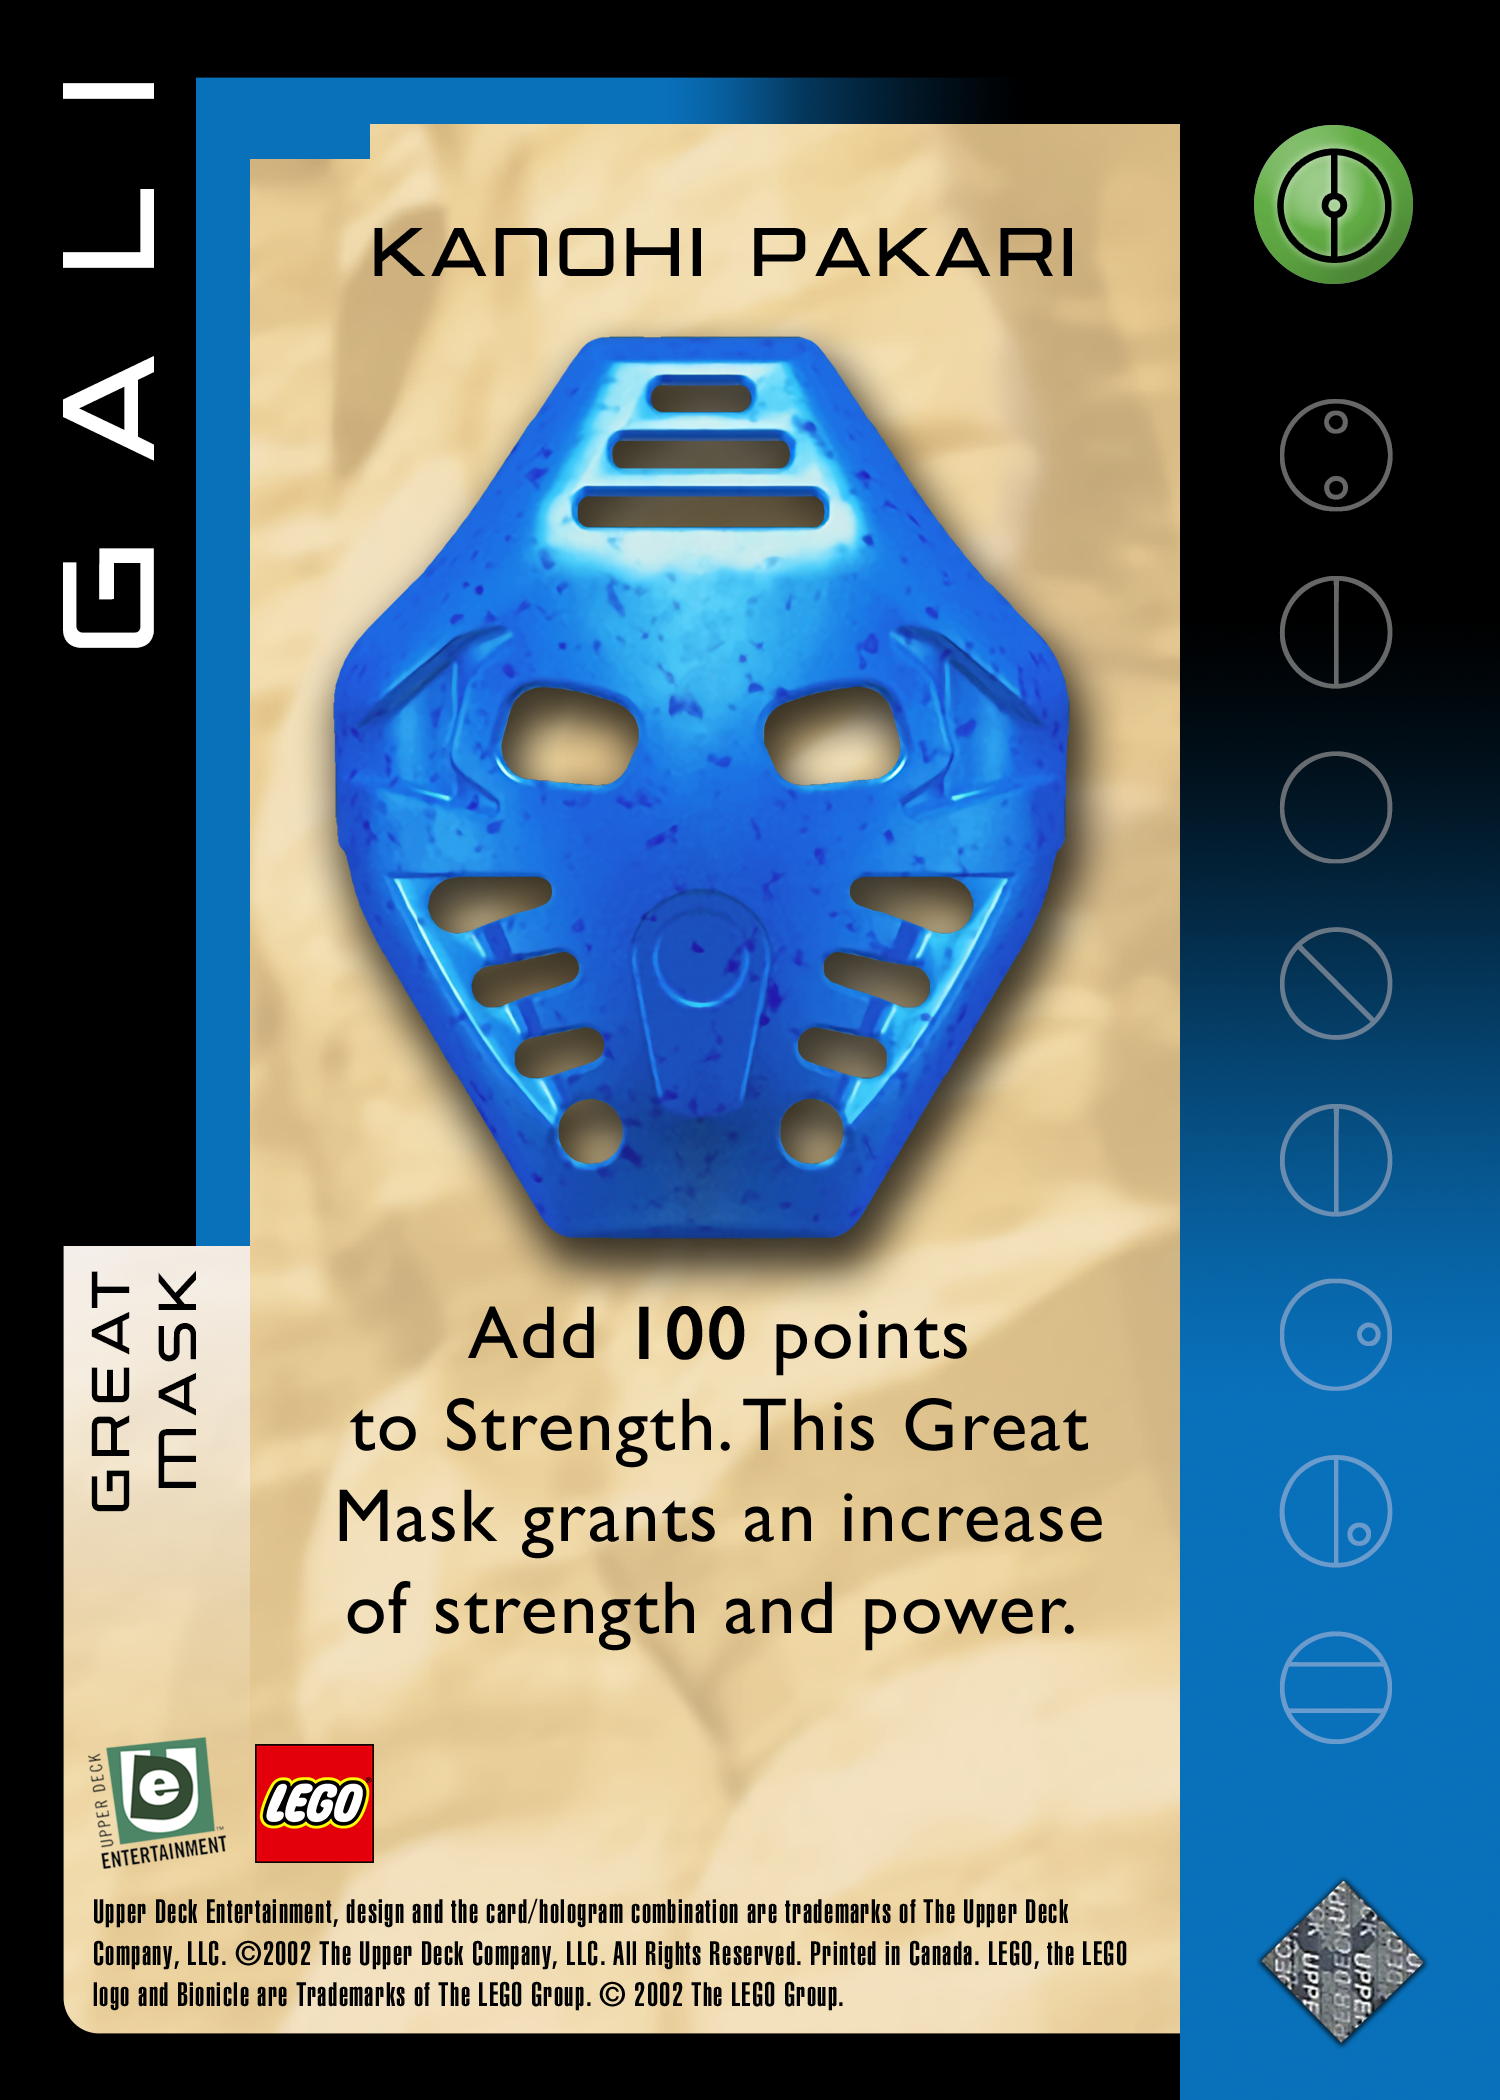 GALI
KANOHI PAKARI
Add 100 points
to Strength. This Great
Mask grants an increase
of strength and power.
GREAT
MASK
UPPER DECK
e
ENTERTAINMENT
™
LEGO
Upper Deck Entertainment, design and the card/hologram combination are trademarks of The Upper Deck
Company, LLC. ©2002 The Upper Deck Company, LLC. All Rights Reserved. Printed in Canada. LEGO, the LEGO
logo and Bionicle are Trademarks of The LEGO Group. © 2002 The LEGO Group.